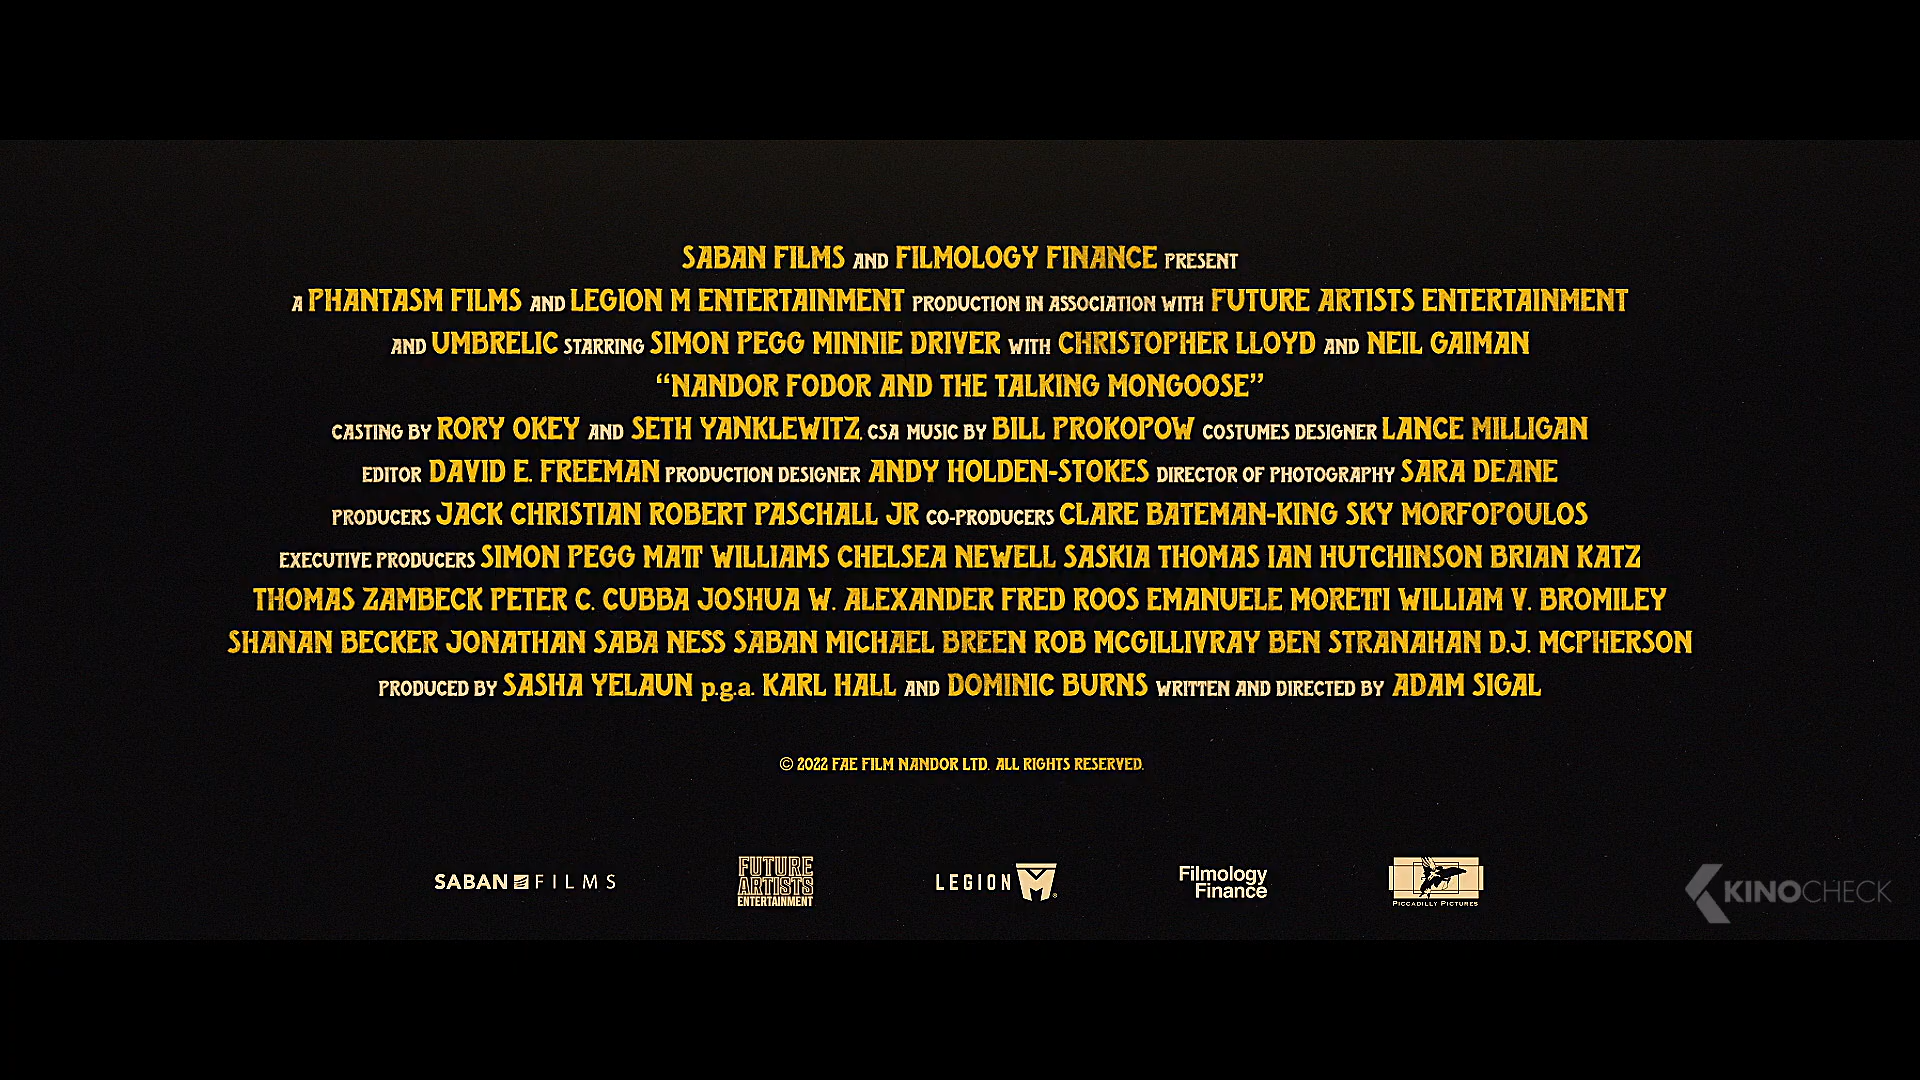 SABAN FILMS AND FILMOLOGY FINANCE PRESENT
A PHANTASM FILMS AND LEGION M ENTERTAINMENT PRODUCTION IN ASSOCIATION WITH FUTURE ARTISTS ENTERTAINMENT
AND UMBRELIC STARRING SIMON PEGG MINNIE DRIVER WITH CHRISTOPHER LLOYD AND NEIL GAIMAN
“NANDOR FODOR AND THE TALKING MONGOOSE”
CASTING BY RORY OKEY AND SETH YANKLEWITZ, CSA MUSIC BY BILL PROKOPOW COSTUMES DESIGNER LANCE MILLIGAN
EDITOR DAVID E. FREEMAN PRODUCTION DESIGNER ANDY HOLDEN-STOKES DIRECTOR OF PHOTOGRAPHY SARA DEANE
PRODUCERS JACK CHRISTIAN ROBERT PASCHALL JR CO-PRODUCERS CLARE BATEMAN-KING SKY MORFOPOULOS
EXECUTIVE PRODUCERS SIMON PEGG MATT WILLIAMS CHELSEA NEWELL SASKIA THOMAS IAN HUTCHINSON BRIAN KATZ
THOMAS ZAMBECK PETER C. CUBBA JOSHUA W. ALEXANDER FRED ROOS EMANUELE MORETTI WILLIAM V. BROMILEY
SHANAN BECKER JONATHAN SABA NESS SABAN MICHAEL BREEN ROB MCGILLIVRAY BEN STRANAHAN D.J. MCPHERSON
PRODUCED BY SASHA YELAUN p.g.a. KARL HALL AND DOMINIC BURNS WRITTEN AND DIRECTED BY ADAM SIGAL
© 2022 FAE FILM NANDOR LTD. ALL RIGHTS RESERVED.
SABAN FILMS
FUTURE
ARTISTS
ENTERTAINMENT
LEGION M®
Filmology
Finance
PICCADILLY PICTURES
KINOCHECK